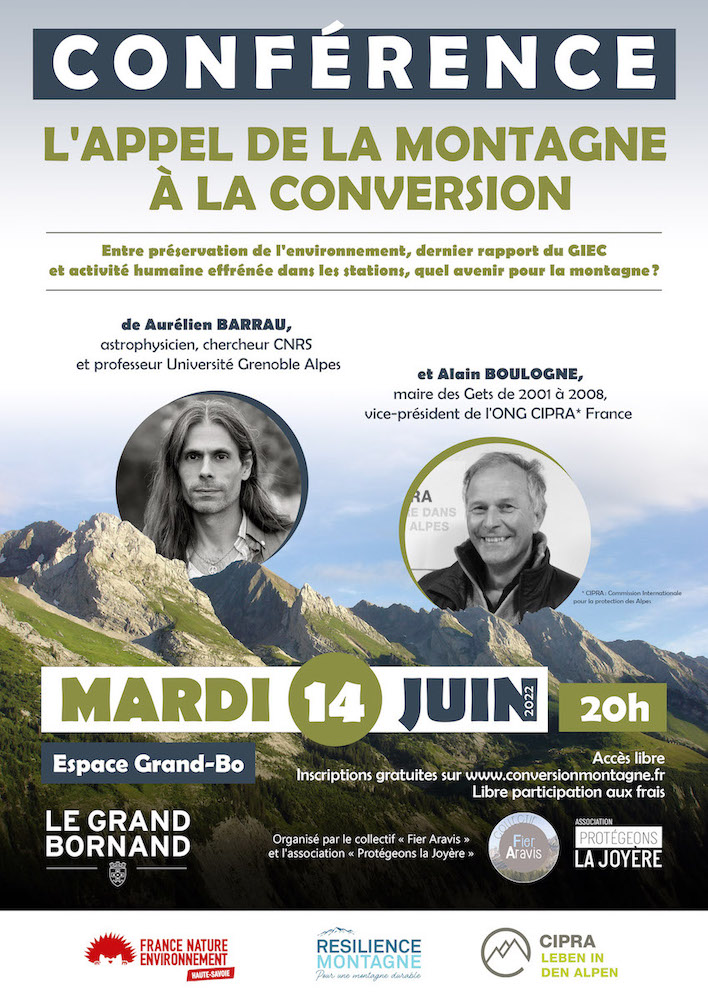 CONFÉRENCE
L'APPEL DE LA MONTAGNE
À LA CONVERSION
Entre préservation de l'environnement, dernier rapport du GIEC
et activité humaine effrénée dans les stations, quel avenir pour la montagne ?
de Aurélien BARRAU,
astrophysicien, chercheur CNRS
et professeur Université Grenoble Alpes
et Alain BOULOGNE,
maire des Gets de 2001 à 2008,
vice-président de l'ONG CIPRA* France
RA
E DANS
ALPES
* CIPRA : Commission Internationale
pour la protection des Alpes
MARDI 14 JUIN 2022
20h
Espace Grand-Bo
Accès libre
Inscriptions gratuites sur www.conversionmontagne.fr
Libre participation aux frais
LE GRAND
BORNAND
Organisé par le collectif « Fier Aravis »
et l'association « Protégeons la Joyère »
Collectif
Fier
Aravis
ASSOCIATION
PROTÉGEONS
LA JOYÈRE
FRANCE NATURE
ENVIRONNEMENT
HAUTE-SAVOIE
RESILIENCE
MONTAGNE
Pour une montagne durable
CIPRA
LEBEN IN
DEN ALPEN